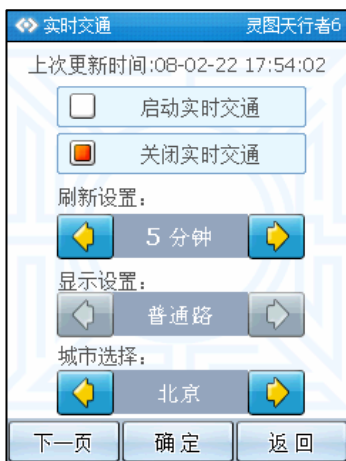 实时交通 灵图天行者6
上次更新时间:08-02-22 17:54:02
启动实时交通
关闭实时交通
刷新设置：
5 分钟
显示设置：
普通路
城市选择：
北京
下一页 确定 返回